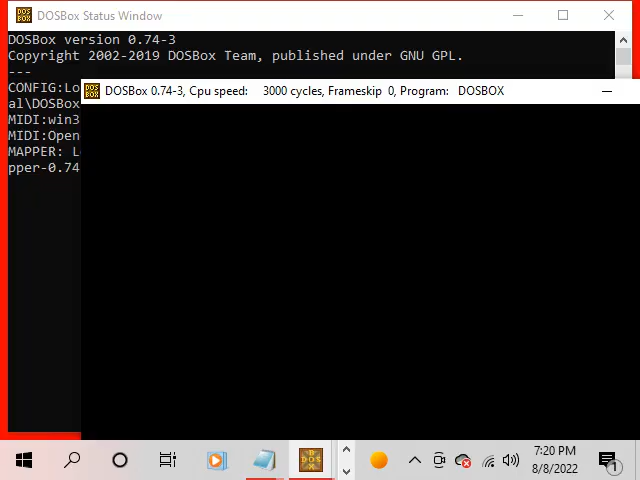 DOSBox Status Window
DOSBox version 0.74-3
Copyright 2002-2019 DOSBox Team, published under GNU GPL.
---
CONFIG:Lo
al\DOSBox
MIDI:win3
MIDI:Open
MAPPER: L
pper-0.74
DOSBox 0.74-3, Cpu speed: 3000 cycles, Frameskip 0, Program: DOSBOX
7:20 PM
8/8/2022
1